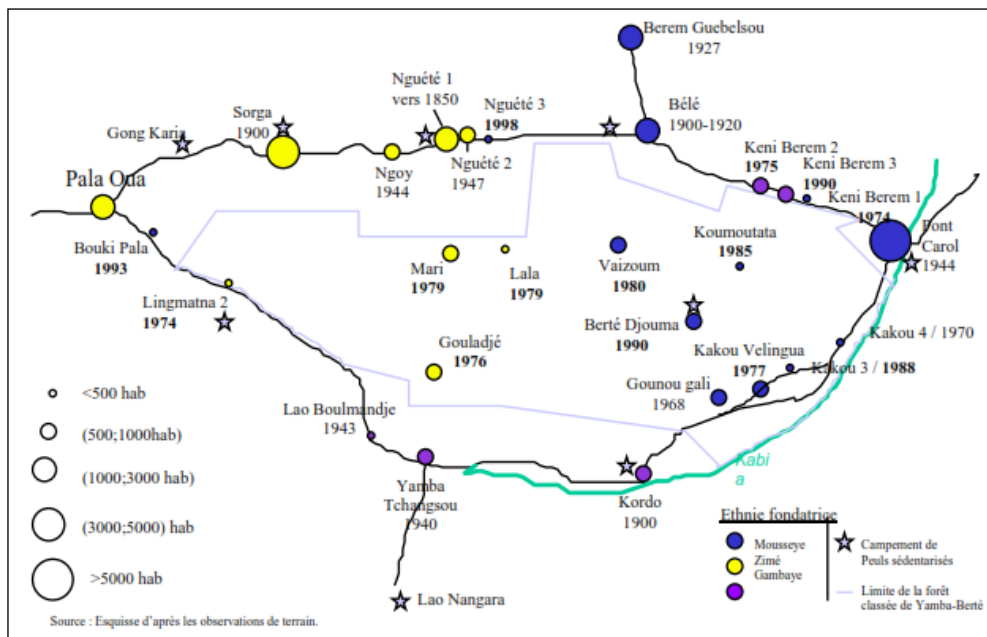 Berem Guebelsou
1927
Nguété 1
vers 1850
Sorga
1900
Nguété 3
1998
Bélé
1900-1920
Gong Karia
Keni Berem 2
1975
Keni Berem 3
1990
Ngoy
1944
Nguété 2
1947
Pala Oua
Keni Berem 1
1974
Pont
Carol
1944
Bouki Pala
1993
Koumoutata
1985
Mari
1979
Lala
1979
Vaizoum
1980
Lingmatna 2
1974
Berté Djouma
1990
Kakou 4 / 1970
Gouladjé
1976
Kakou Velingua
1977
Kakou 3 / 1988
Gounou gali
1968
<500 hab
Lao Boulmandje
1943
(500;1000hab)
(1000;3000 hab)
Kabi
a
Yamba
Tchangsou
1940
Kordo
1900
(3000;5000) hab
Ethnie fondatrice
Mousseye
Zimé
Gambaye
Campement de
Peuls sédentarisés
>5000 hab
Lao Nangara
Limite de la forêt
classée de Yamba-Berté
Source : Esquisse d'après les observations de terrain.